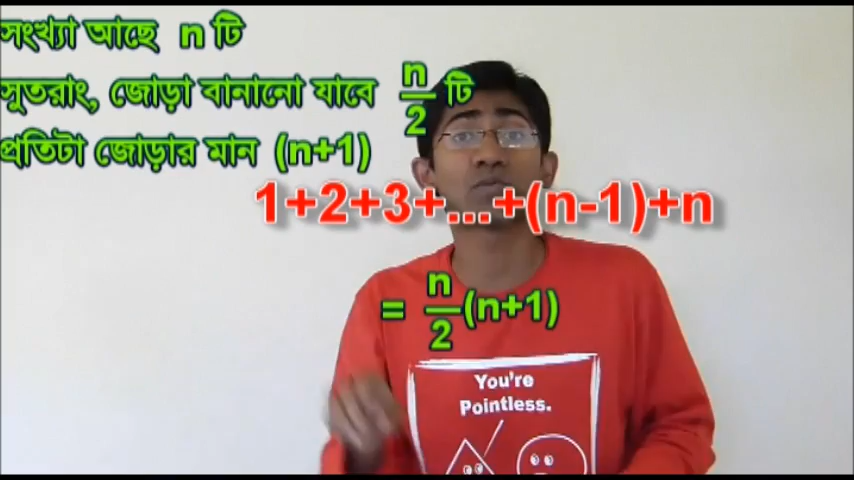 সংখ্যা আছে n টি
সুতরাং, জোড়া বানানো যাবে n/2 টি
প্রতিটা জোড়ার মান (n+1)
1+2+3+...+(n-1)+n
= n/2(n+1)
You're
Pointless.